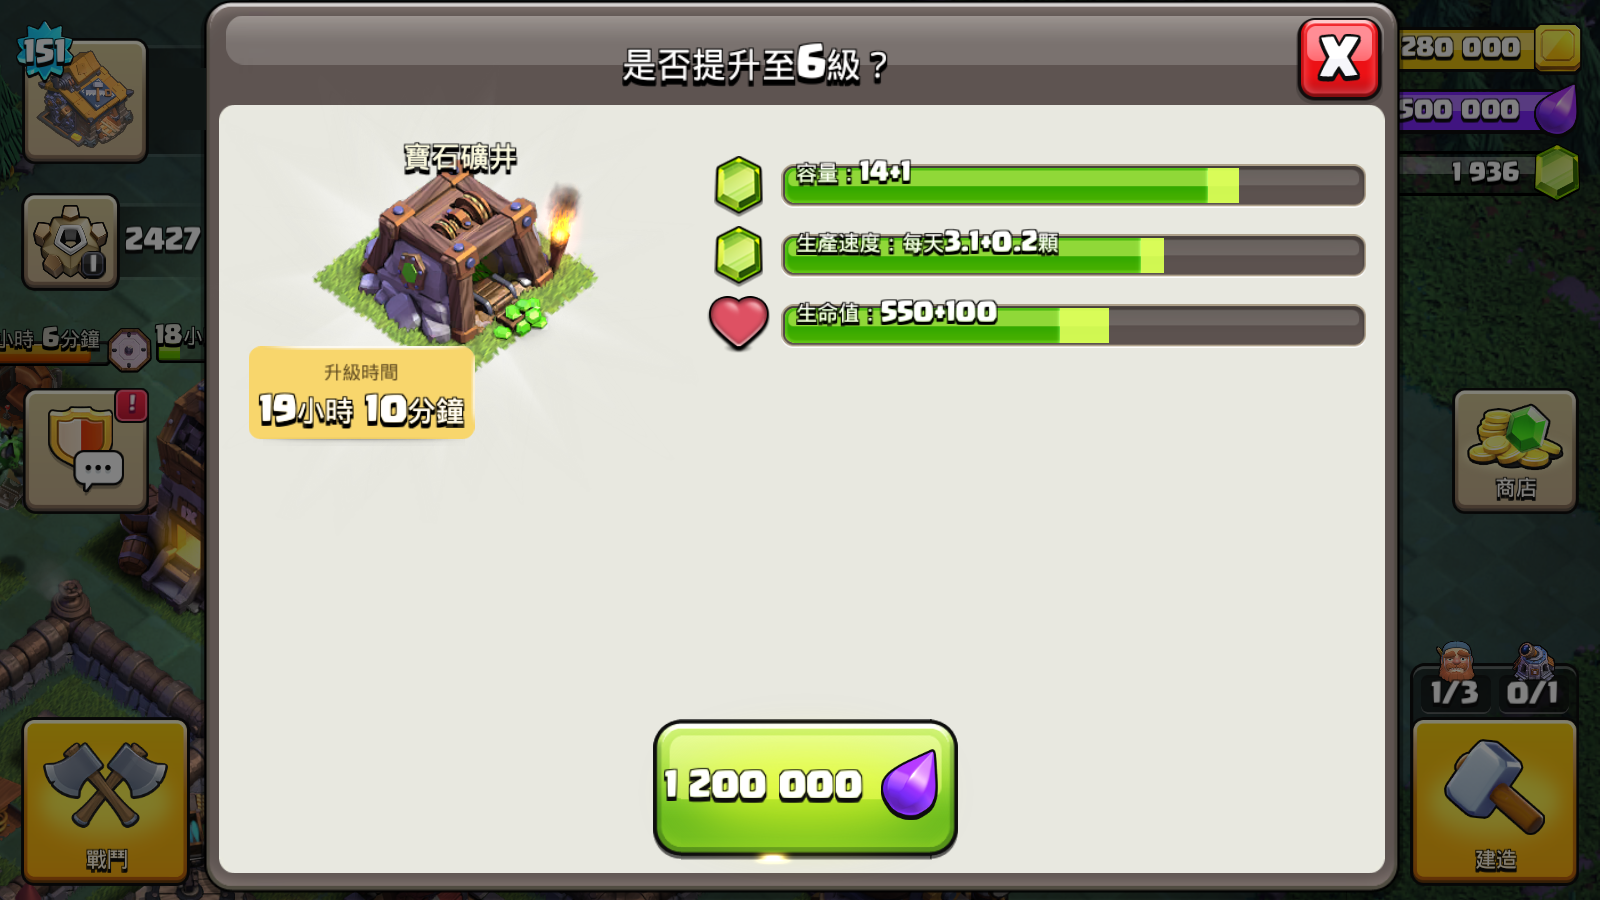 是否提升至6級？
151
280 000
500 000
1 936
寶石礦井
容量：14+1
生產速度：每天3.1+0.2顆
生命值：550+100
2427
小時 6分鐘
18小
升級時間
19小時 10分鐘
!
IX
商店
1/3
0/1
1 200 000
戰鬥
建造